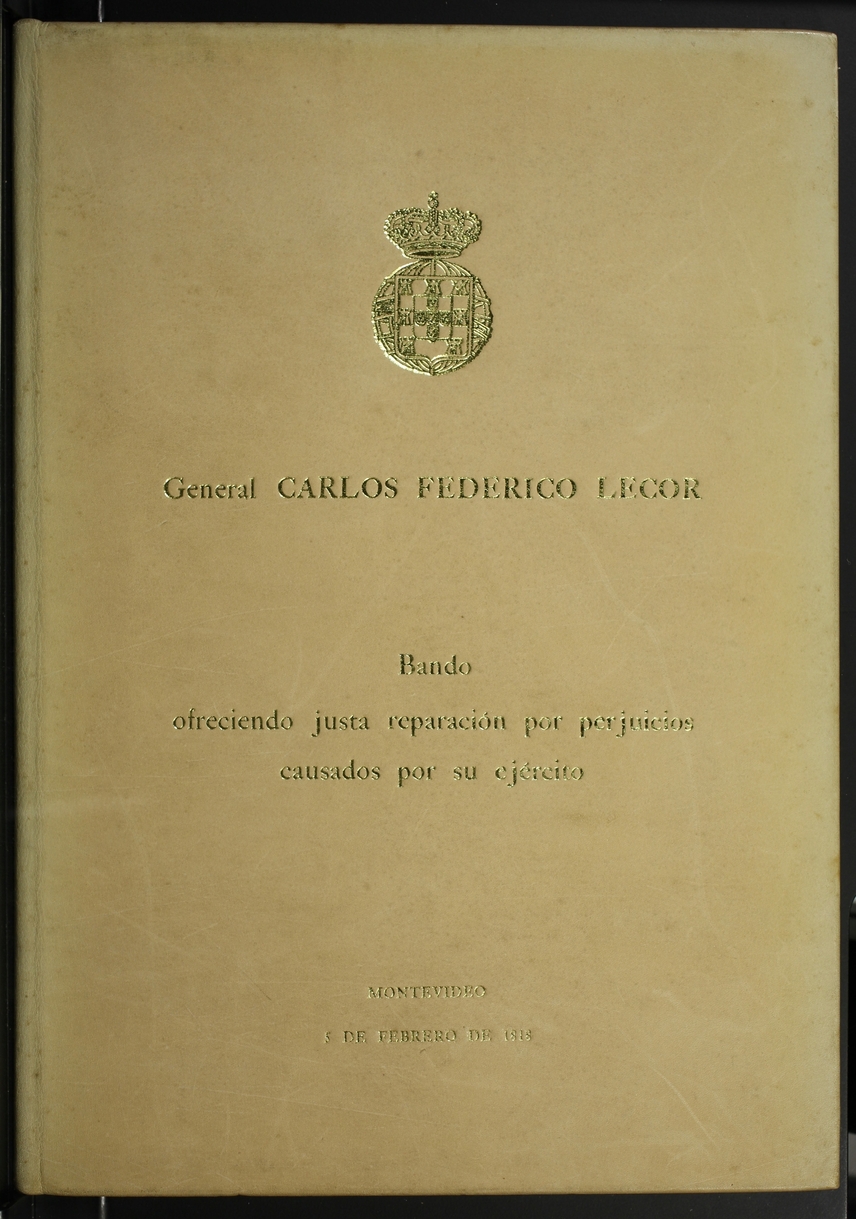 General CARLOS FEDERICO LECOR
Bando
ofreciendo justa reparación por perjuicios
causados por su ejército
MONTEVIDEO
5 DE FEBRERO DE 1818